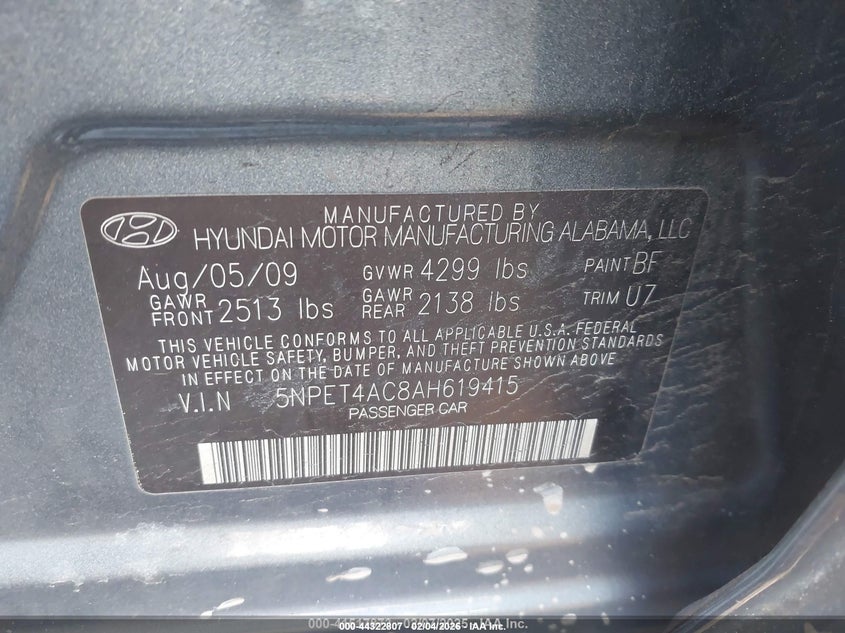 MANUFACTURED BY
HYUNDAI MOTOR MANUFACTURING ALABAMA, LLC
Aug/05/09 GVWR 4299 lbs PAINT BF
GAWR FRONT 2513 lbs GAWR REAR 2138 lbs TRIM U7
THIS VEHICLE CONFORMS TO ALL APPLICABLE U.S.A. FEDERAL
MOTOR VEHICLE SAFETY, BUMPER, AND THEFT PREVENTION STANDARDS
IN EFFECT ON THE DATE OF MANUFACTURE SHOWN ABOVE
V.I.N 5NPET4AC8AH619415
PASSENGER CAR
000-44322807 02/04/2026 IAA Inc.